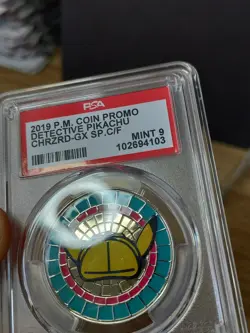 PSA
2019 P.M. COIN PROMO
DETECTIVE PIKACHU
CHRZRD-GX SP.C/F
MINT 9
102694103